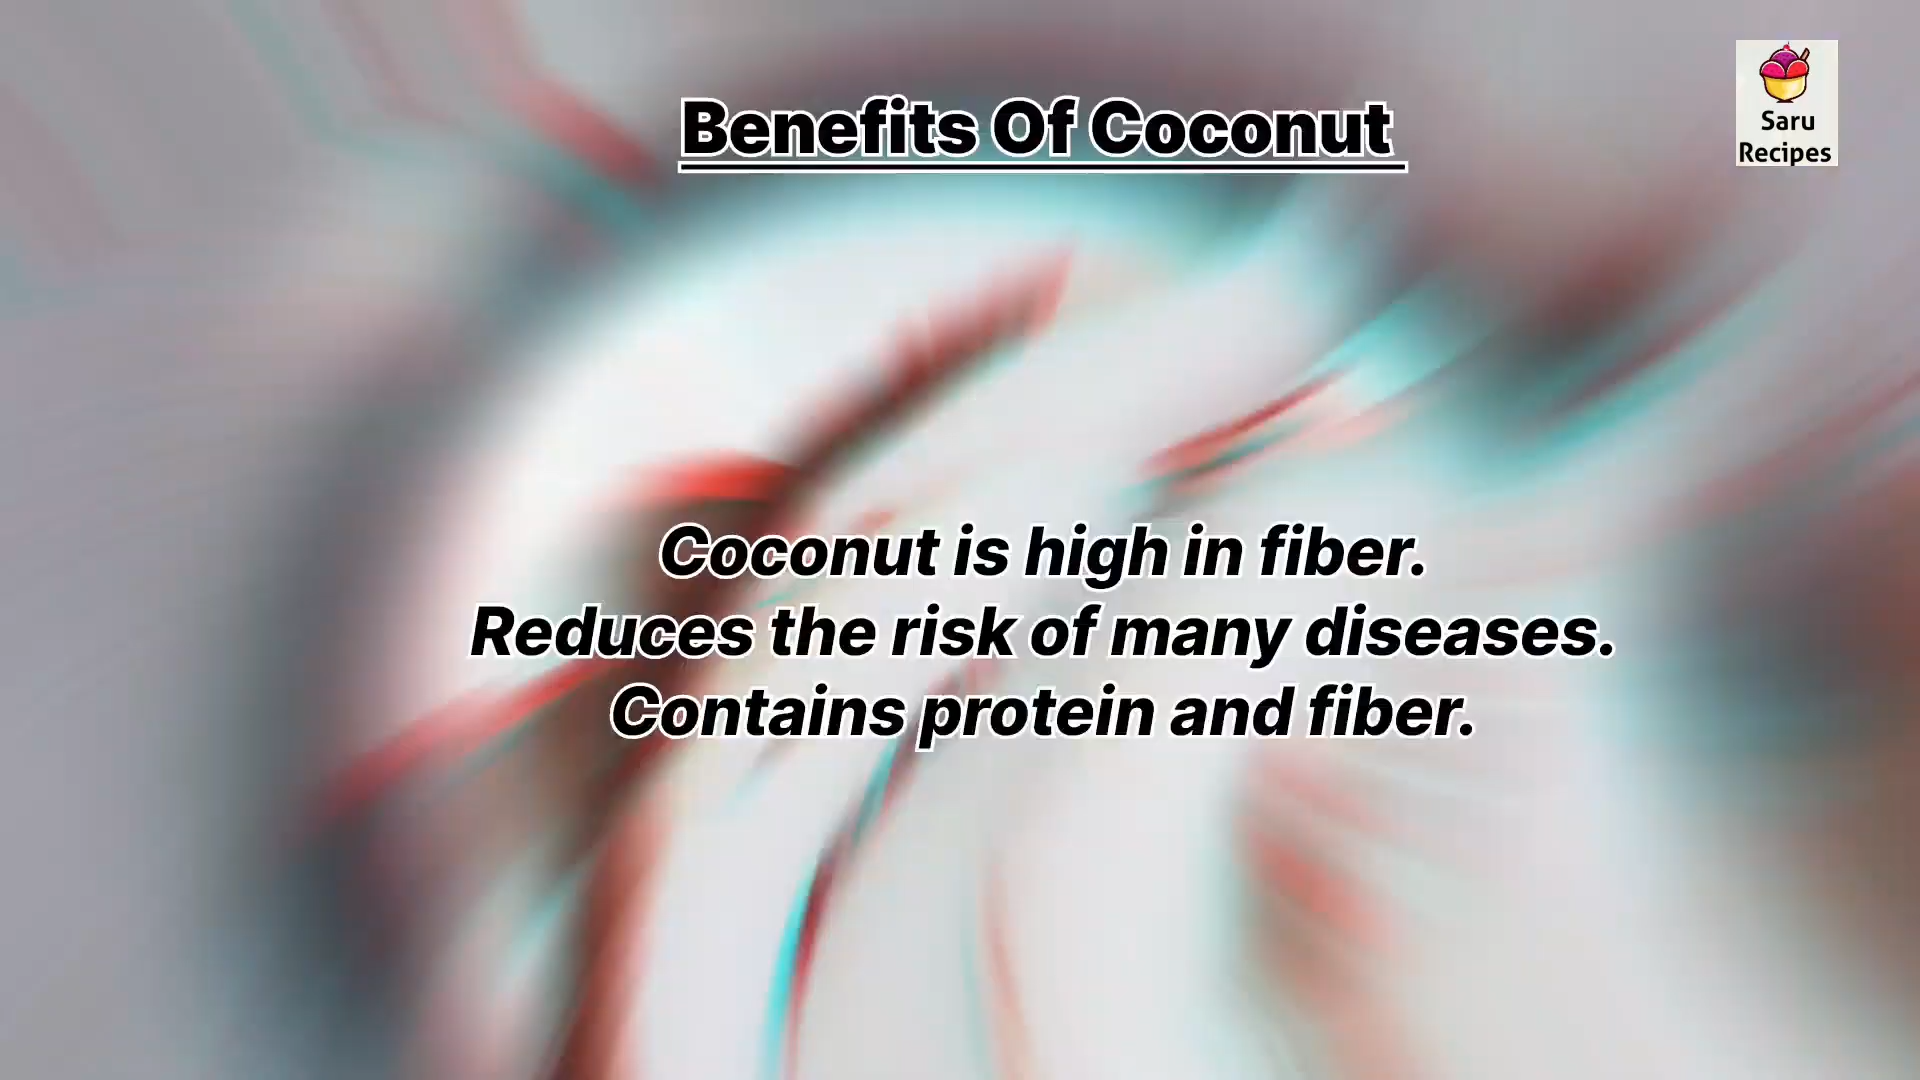 Benefits Of Coconut
Saru
Recipes
Coconut is high in fiber.
Reduces the risk of many diseases.
Contains protein and fiber.